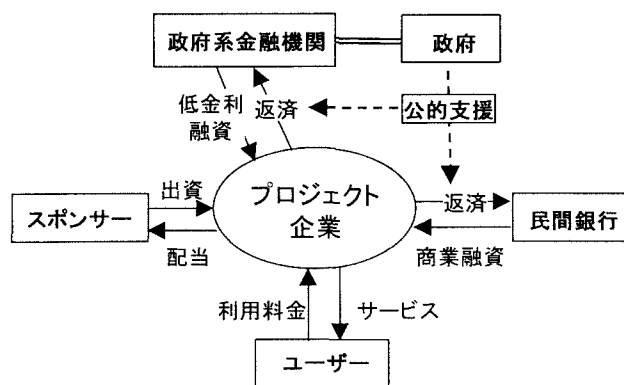 政府系金融機関
政府
低金利
融資
返済
公的支援
出資
スポンサー
配当
プロジェクト
企業
返済
民間銀行
商業融資
利用料金
サービス
ユーザー